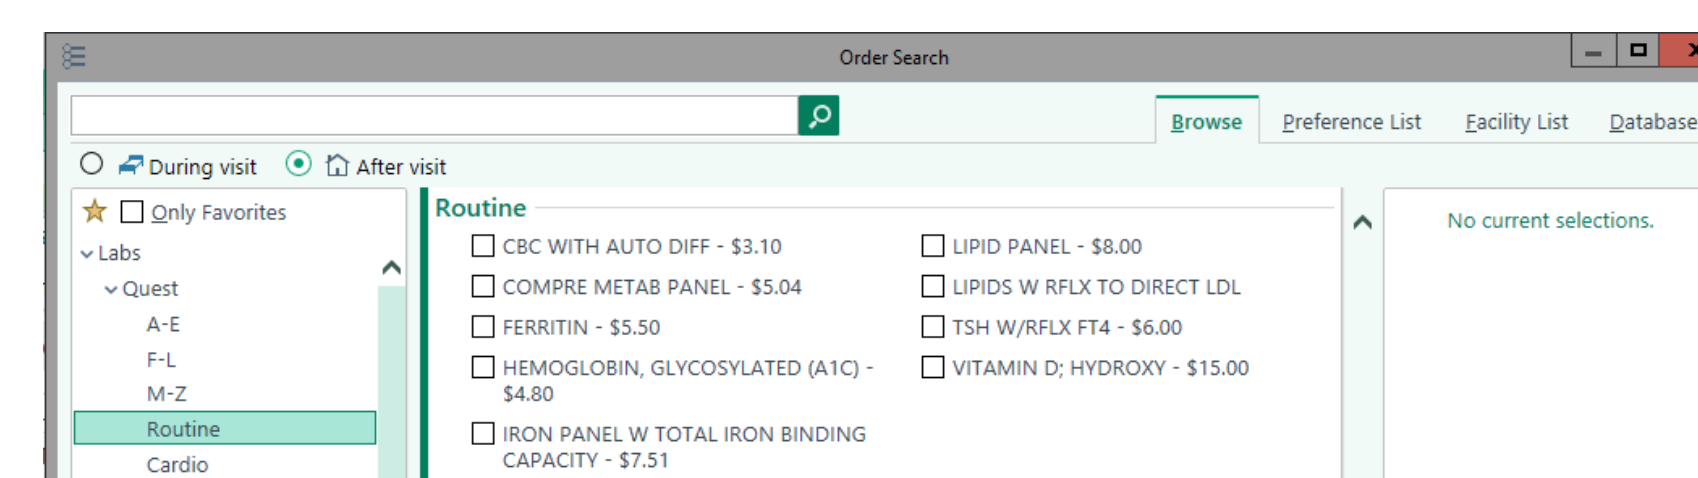 Order Search
Browse
Preference List
Facility List
Database
During visit
After visit
Only Favorites
Labs
Quest
A-E
F-L
M-Z
Routine
Cardio
Routine
CBC WITH AUTO DIFF - $3.10
COMPRE METAB PANEL - $5.04
FERRITIN - $5.50
HEMOGLOBIN, GLYCOSYLATED (A1C) -
$4.80
IRON PANEL W TOTAL IRON BINDING
CAPACITY - $7.51
LIPID PANEL - $8.00
LIPIDS W RFLX TO DIRECT LDL
TSH W/RFLX FT4 - $6.00
VITAMIN D; HYDROXY - $15.00
No current selections.